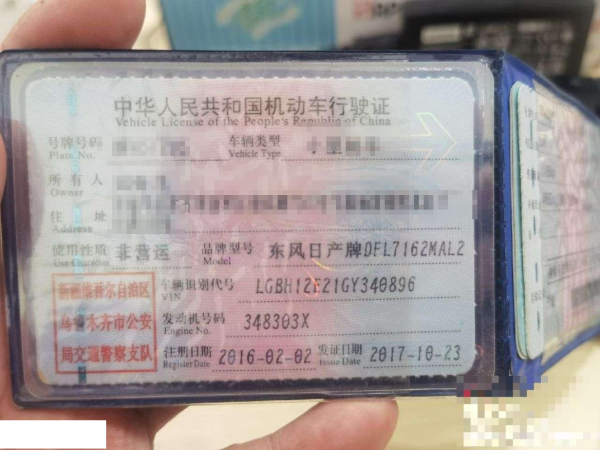 中华人民共和国机动车行驶证
Vehicle License of the People's Republic of China
号牌号码 车辆类型
Plate No. Vehicle Type
所有人
Owner
住址
Address
使用性质 非营运 品牌型号 东风日产牌DFL7162MAL2
Use Character Model
新疆维吾尔自治区
乌鲁木齐市公安
局交通警察支队
车辆识别代号 LGBH12E21GY340896
VIN
发动机号码 348303X
Engine No.
注册日期 2016-02-02 发证日期 2017-10-23
Register Date Issue Date